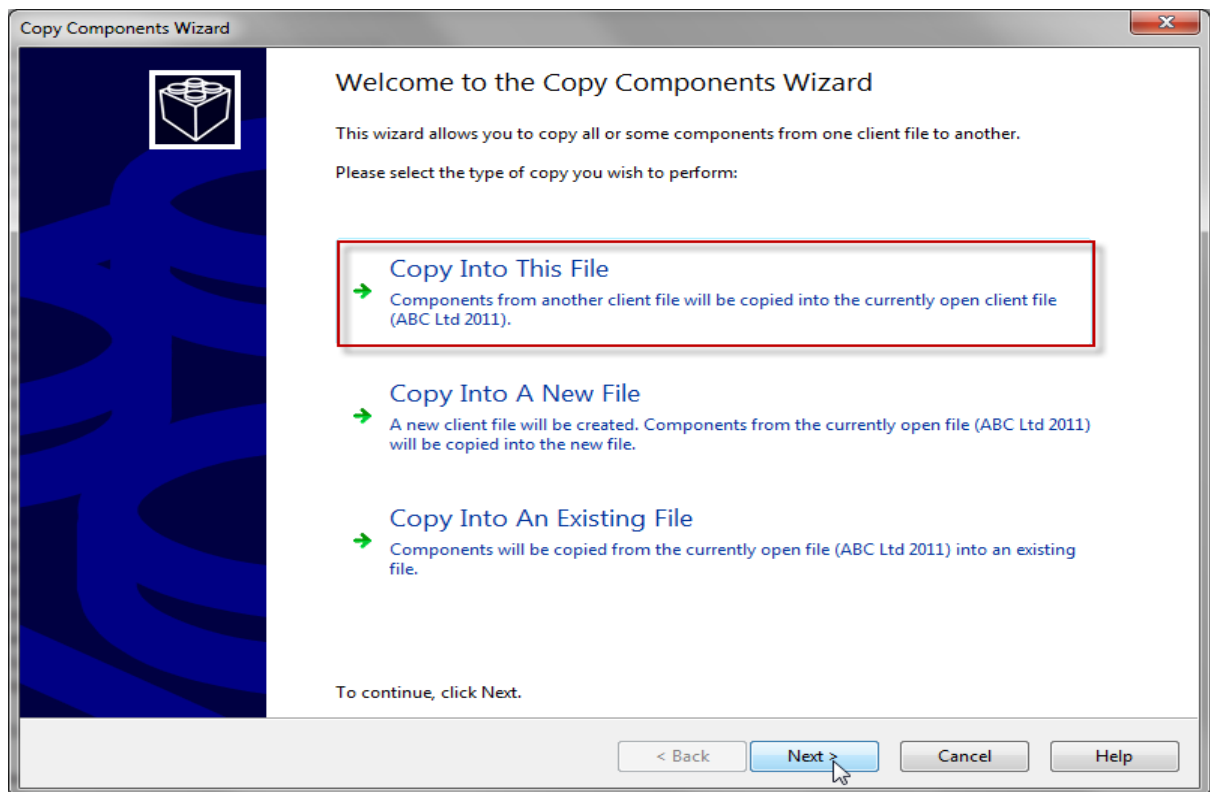 Copy Components Wizard
Welcome to the Copy Components Wizard
This wizard allows you to copy all or some components from one client file to another.
Please select the type of copy you wish to perform:
Copy Into This File
Components from another client file will be copied into the currently open client file
(ABC Ltd 2011).
Copy Into A New File
A new client file will be created. Components from the currently open file (ABC Ltd 2011)
will be copied into the new file.
Copy Into An Existing File
Components will be copied from the currently open file (ABC Ltd 2011) into an existing
file.
To continue, click Next.
< Back Next > Cancel Help